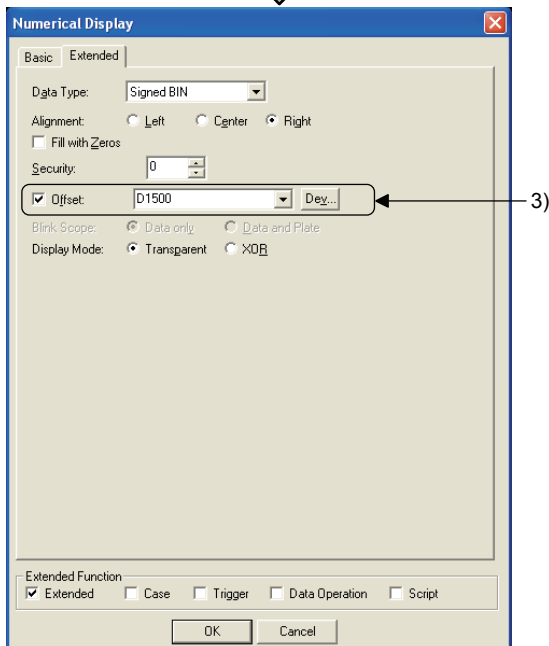 Numerical Display
Basic Extended
Data Type: Signed BIN
Alignment: Left Center Right
Fill with Zeros
Security: 0
Offset: D1500 Dev...
3)
Blink Scope: Data only Data and Plate
Display Mode: Transparent XOR
Extended Function
Extended Case Trigger Data Operation Script
OK Cancel